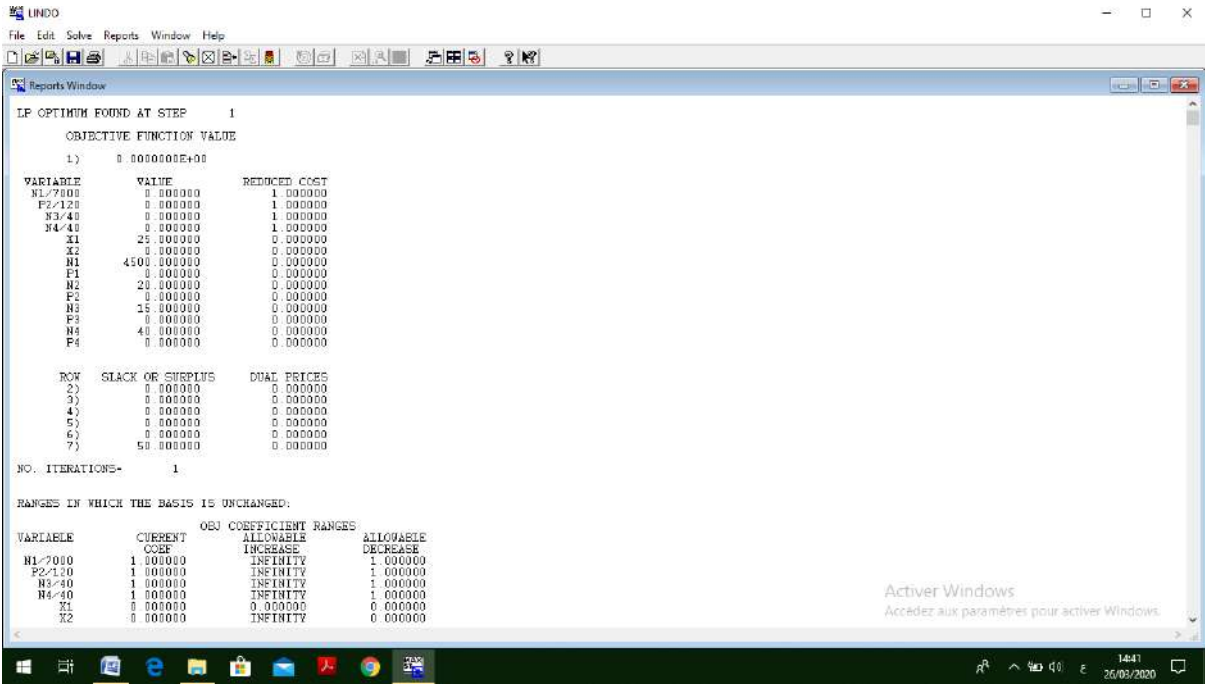 LINDO
File Edit Solve Reports Window Help
Reports Window
LP OPTIMUM FOUND AT STEP 1
OBJECTIVE FUNCTION VALUE
1) 0.0000000E+00
VARIABLE VALUE REDUCED COST
N1/7000 0.000000 1.000000
P2/120 0.000000 1.000000
N3/40 0.000000 1.000000
N4/40 0.000000 1.000000
X1 25.000000 0.000000
X2 0.000000 0.000000
N1 4500.000000 0.000000
P1 0.000000 0.000000
N2 20.000000 0.000000
P2 0.000000 0.000000
N3 15.000000 0.000000
P3 0.000000 0.000000
N4 40.000000 0.000000
P4 0.000000 0.000000
ROW SLACK OR SURPLUS DUAL PRICES
2) 0.000000 0.000000
3) 0.000000 0.000000
4) 0.000000 0.000000
5) 0.000000 0.000000
6) 0.000000 0.000000
7) 50.000000 0.000000
NO. ITERATIONS= 1
RANGES IN WHICH THE BASIS IS UNCHANGED:
OBJ COEFFICIENT RANGES
VARIABLE CURRENT ALLOWABLE ALLOWABLE
COEF INCREASE DECREASE
N1/7000 1.000000 INFINITY 1.000000
P2/120 1.000000 INFINITY 1.000000
N3/40 1.000000 INFINITY 1.000000
N4/40 1.000000 INFINITY 1.000000
X1 0.000000 0.000000 0.000000
X2 0.000000 INFINITY 0.000000
Activer Windows
Accédez aux paramètres pour activer Windows.
ع 14:41
26/03/2020